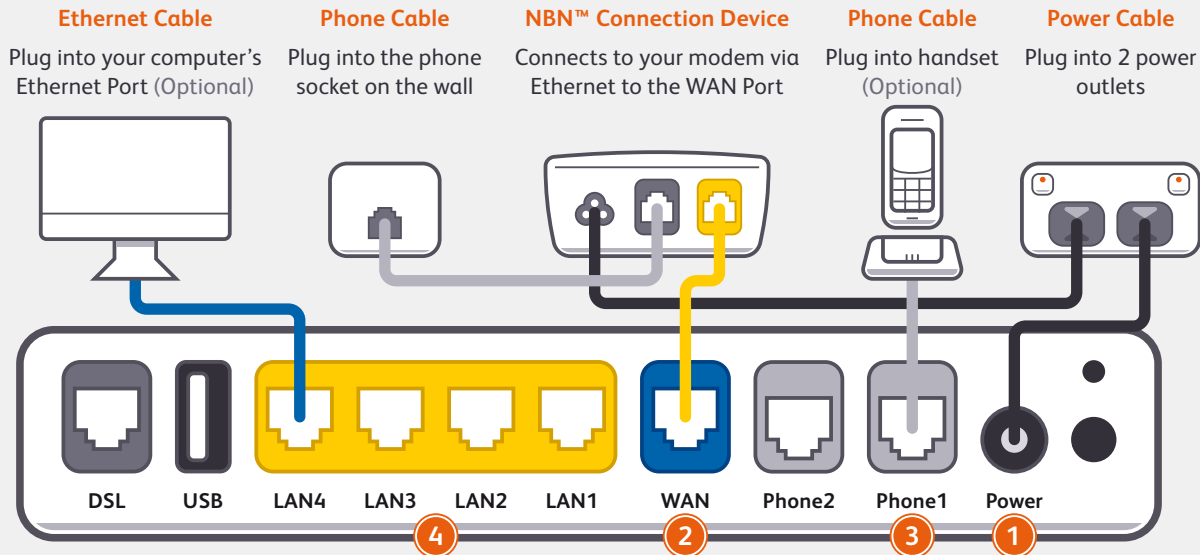 Ethernet Cable
Plug into your computer's
Ethernet Port (Optional)
Phone Cable
Plug into the phone
socket on the wall
NBN™ Connection Device
Connects to your modem via
Ethernet to the WAN Port
Phone Cable
Plug into handset
(Optional)
Power Cable
Plug into 2 power
outlets
DSL
USB
LAN4
LAN3
LAN2
LAN1
WAN
Phone2
Phone1
Power
4
2
3
1